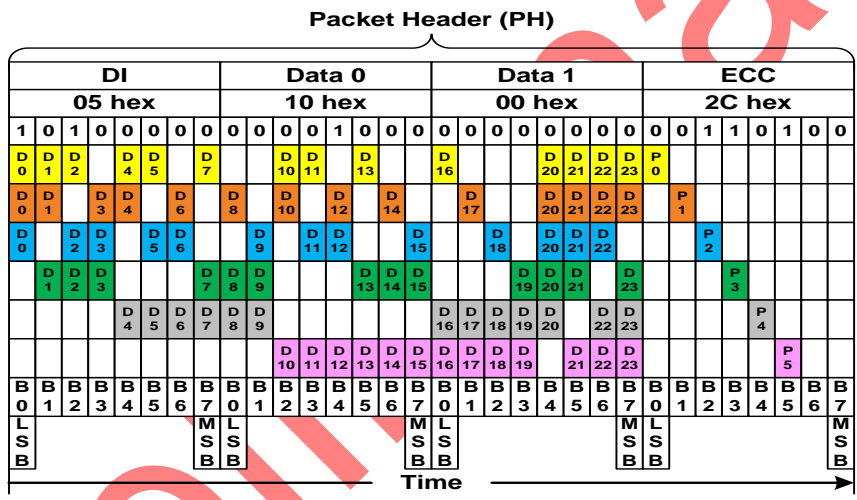 Packet Header (PH)
DI Data 0 Data 1 ECC
05 hex 10 hex 00 hex 2C hex
1 0 1 0 0 0 0 0 0 0 0 0 1 0 0 0 0 0 0 0 0 0 0 0 0 0 1 1 0 1 0 0
D0 D1 D2 D4 D5 D7 D10 D11 D13 D16 D20 D21 D22 D23 P0
D0 D1 D3 D4 D6 D8 D10 D12 D14 D17 D20 D21 D22 D23 P1
D0 D2 D3 D5 D6 D9 D11 D12 D15 D18 D20 D21 D22 P2
D1 D2 D3 D7 D8 D9 D13 D14 D15 D19 D20 D21 D23 P3
D4 D5 D6 D7 D8 D9 D16 D17 D18 D19 D20 D22 D23 P4
D10 D11 D12 D13 D14 D15 D16 D17 D18 D19 D21 D22 D23 P5
B0 B1 B2 B3 B4 B5 B6 B7 B0 B1 B2 B3 B4 B5 B6 B7 B0 B1 B2 B3 B4 B5 B6 B7 B0 B1 B2 B3 B4 B5 B6 B7
LSB MSB LSB MSB LSB MSB LSB MSB
Time